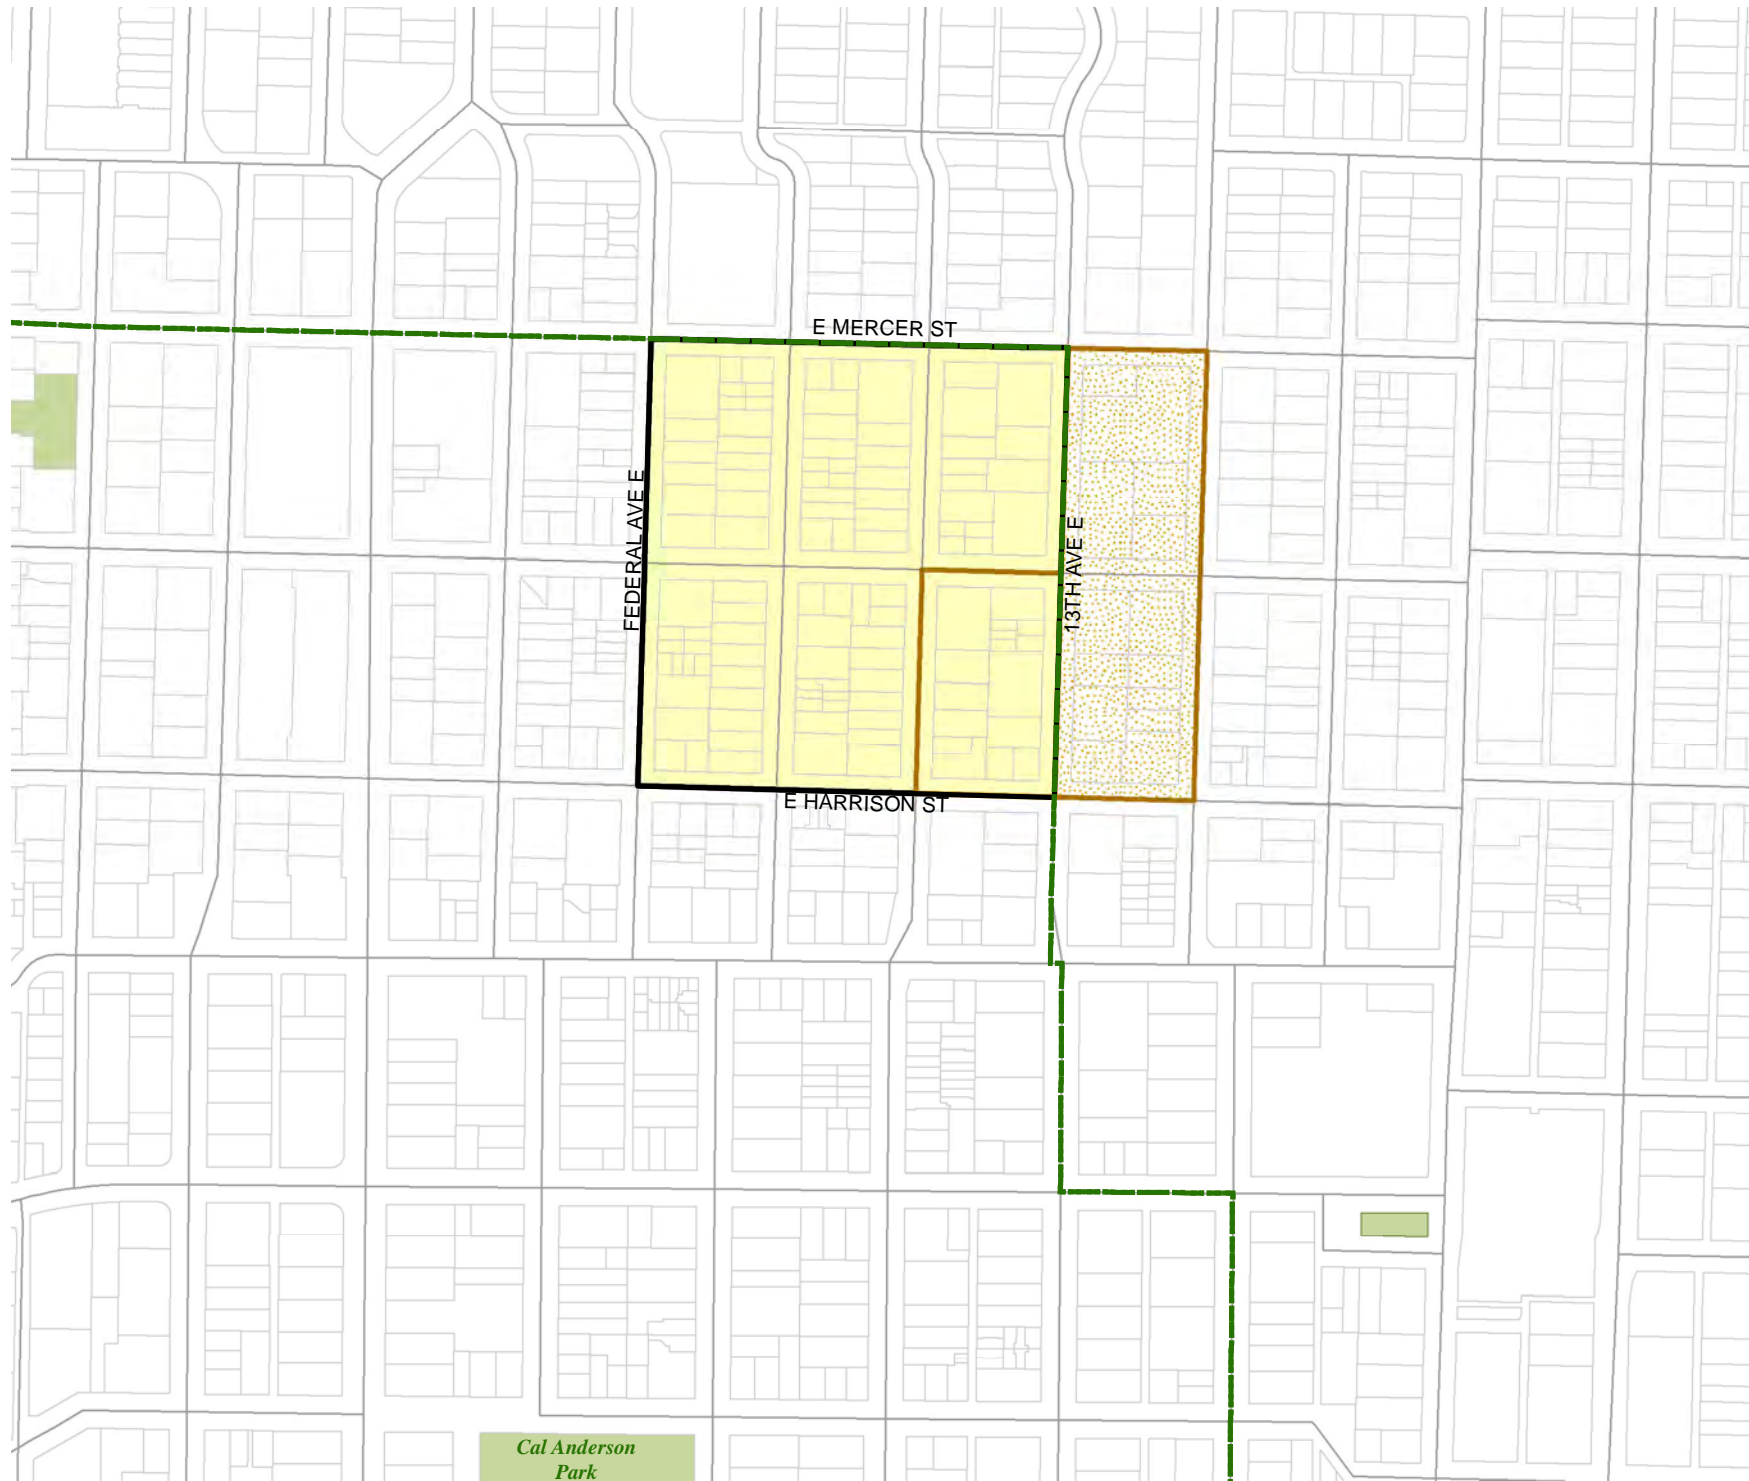 E MERCER ST
FEDERAL AVE E
13TH AVE E
E HARRISON ST
Cal Anderson
Park